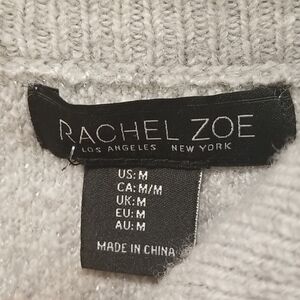 RACHEL ZOE
LOS ANGELES NEW YORK
US: M
CA: M/M
UK: M
EU: M
AU: M
MADE IN CHINA